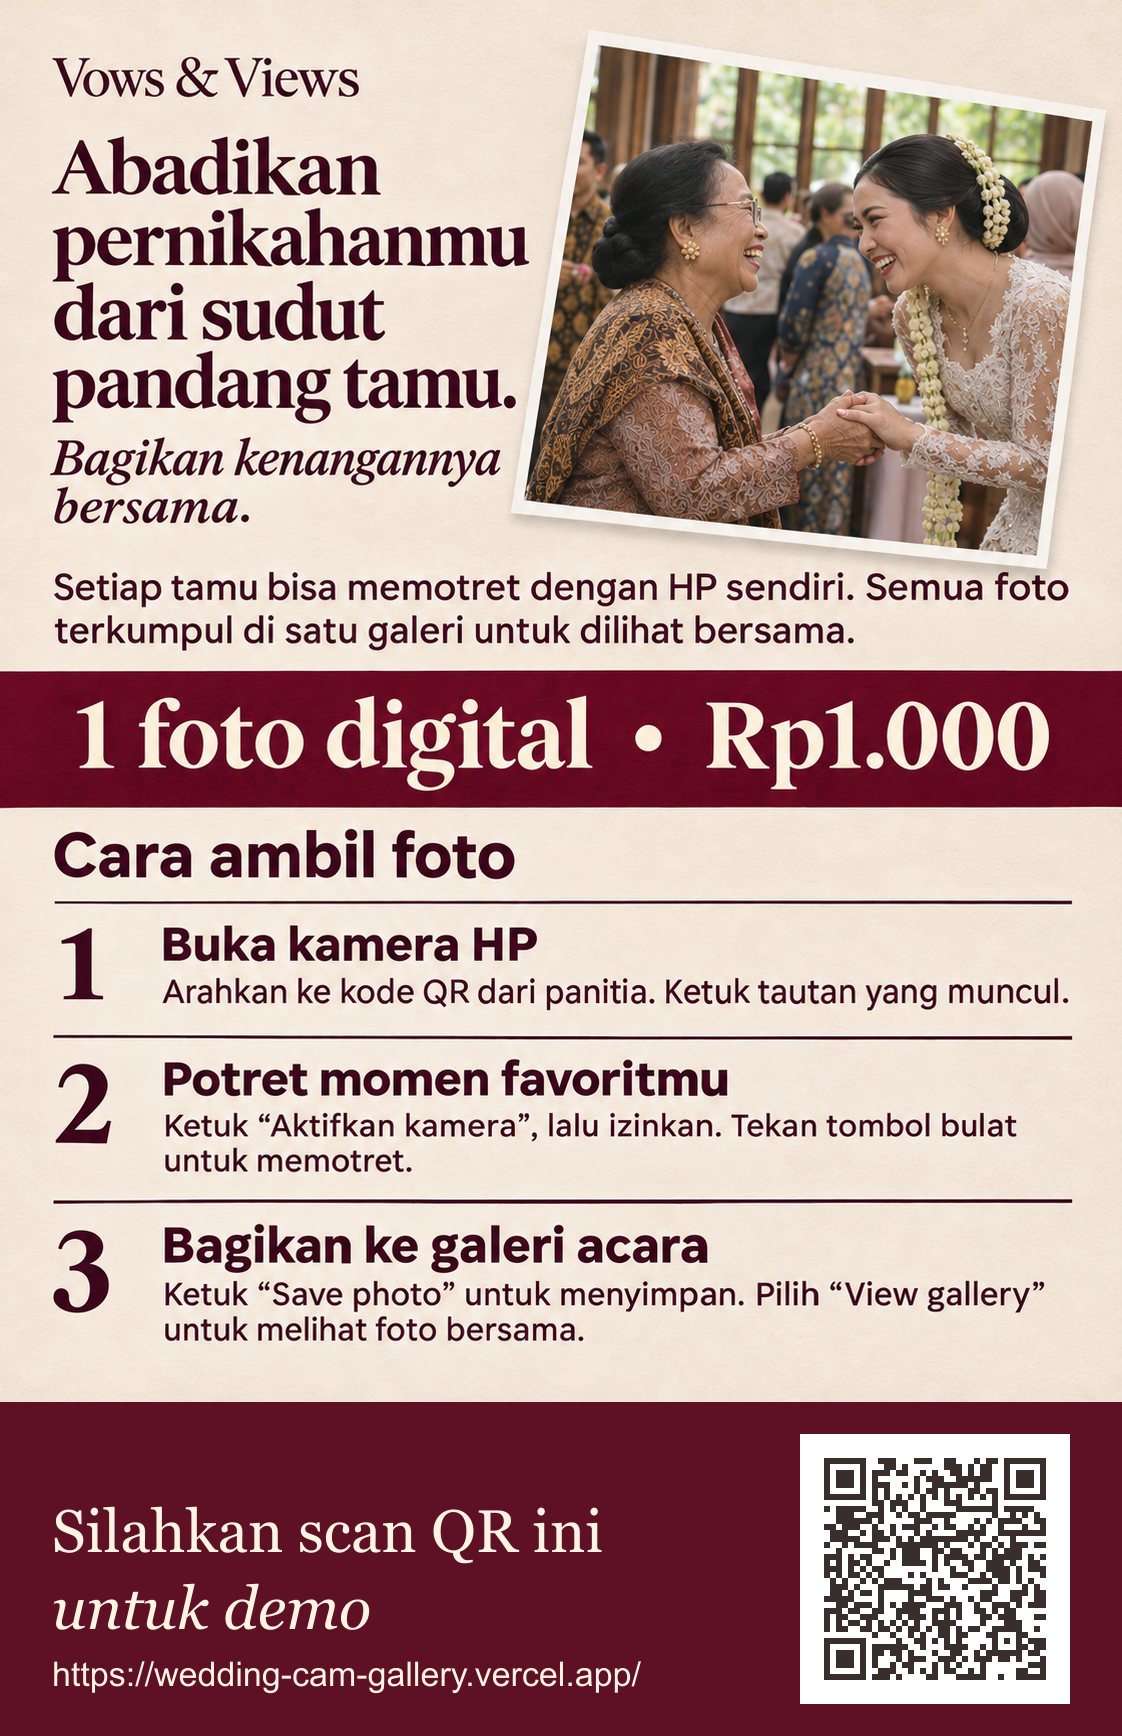 Vows & Views
Abadikan
pernikahanmu
dari sudut
pandang tamu.
Bagikan kenangannya
bersama.
Setiap tamu bisa memotret dengan HP sendiri. Semua foto
terkumpul di satu galeri untuk dilihat bersama.
1 foto digital • Rp1.000
Cara ambil foto
1
Buka kamera HP
Arahkan ke kode QR dari panitia. Ketuk tautan yang muncul.
2
Potret momen favoritmu
Ketuk “Aktifkan kamera”, lalu izinkan. Tekan tombol bulat
untuk memotret.
3
Bagikan ke galeri acara
Ketuk “Save photo” untuk menyimpan. Pilih “View gallery”
untuk melihat foto bersama.
Silahkan scan QR ini
untuk demo
https://wedding-cam-gallery.vercel.app/